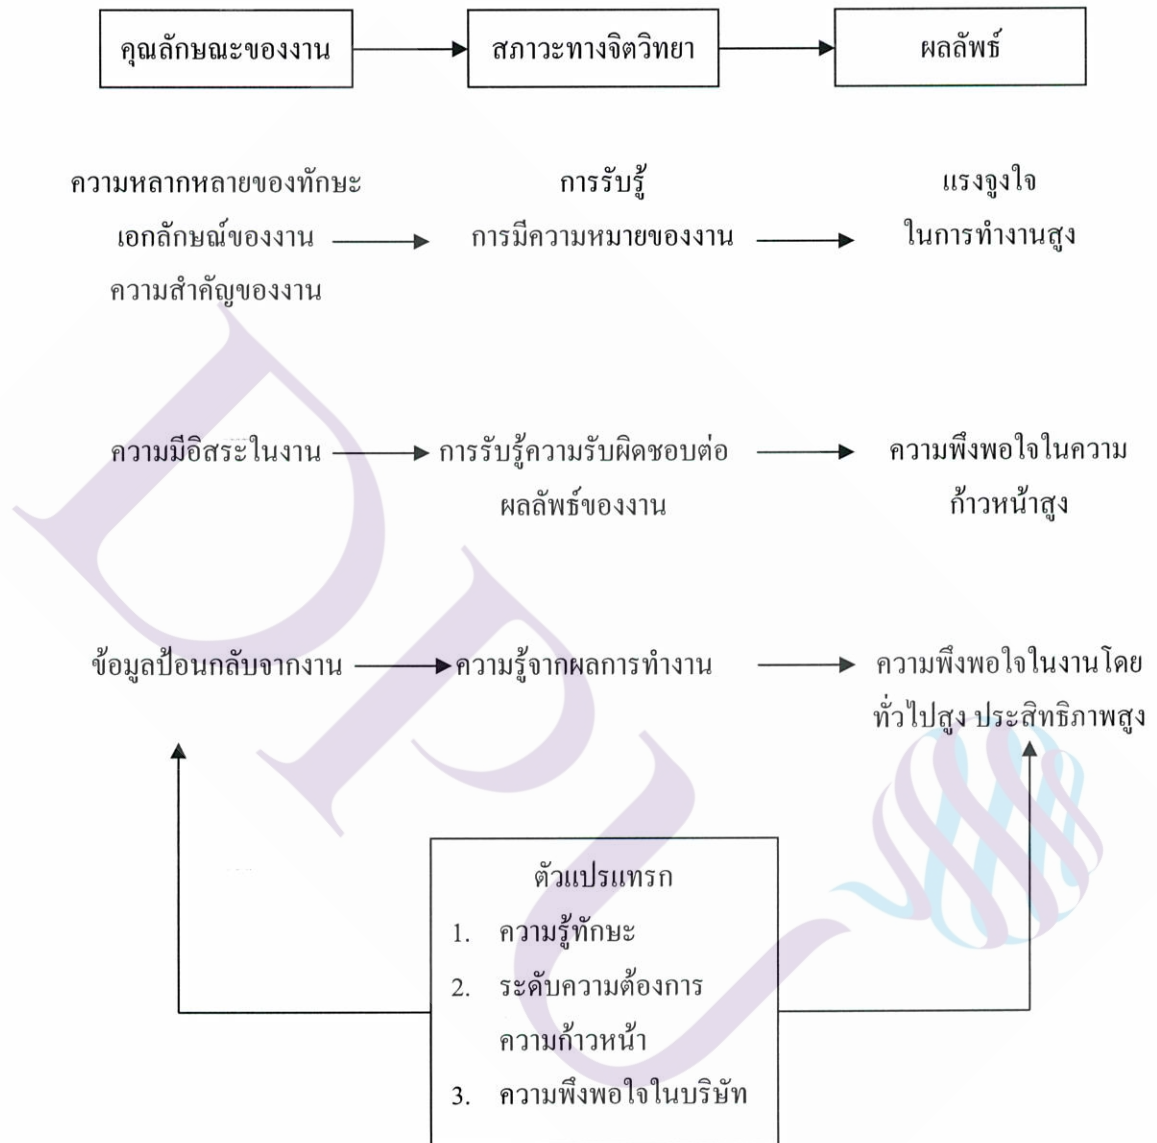 คุณลักษณะของงาน
สภาวะทางจิตวิทยา
ผลลัพธ์
ความหลากหลายของทักษะ
เอกลักษณ์ของงาน
ความสำคัญของงาน
การรับรู้
การมีความหมายของงาน
แรงจูงใจ
ในการทำงานสูง
ความมีอิสระในงาน
การรับรู้ความรับผิดชอบต่อ
ผลลัพธ์ของงาน
ความพึงพอใจในความ
ก้าวหน้าสูง
ข้อมูลป้อนกลับจากงาน
ความรู้จากผลการทำงาน
ความพึงพอใจในงานโดย
ทั่วไปสูง ประสิทธิภาพสูง
ตัวแปรแทรก
1. ความรู้ทักษะ
2. ระดับความต้องการ
ความก้าวหน้า
3. ความพึงพอใจในบริษัท
DPU